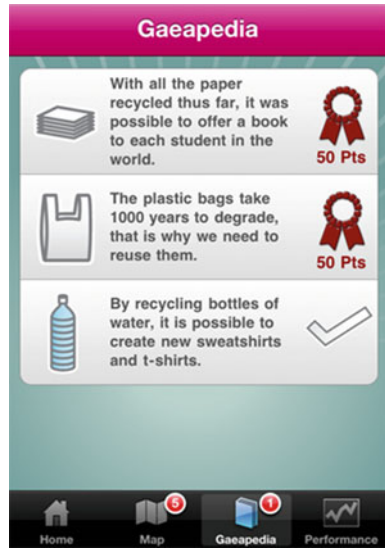 Gaeapedia
With all the paper
recycled thus far, it was
possible to offer a book
to each student in the
world.
50 Pts
The plastic bags take
1000 years to degrade,
that is why we need to
reuse them.
50 Pts
By recycling bottles of
water, it is possible to
create new sweatshirts
and t-shirts.
5
1
Home
Map
Gaeapedia
Performance